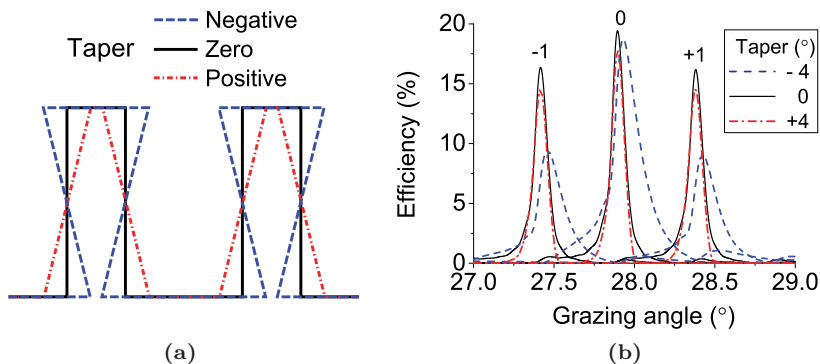 Taper
Negative
Zero
Positive
(a)
Efficiency (%)
20
15
10
5
0
-1
0
+1
Taper (°)
- 4
0
+4
27.0
27.5
28.0
28.5
29.0
Grazing angle (°)
(b)